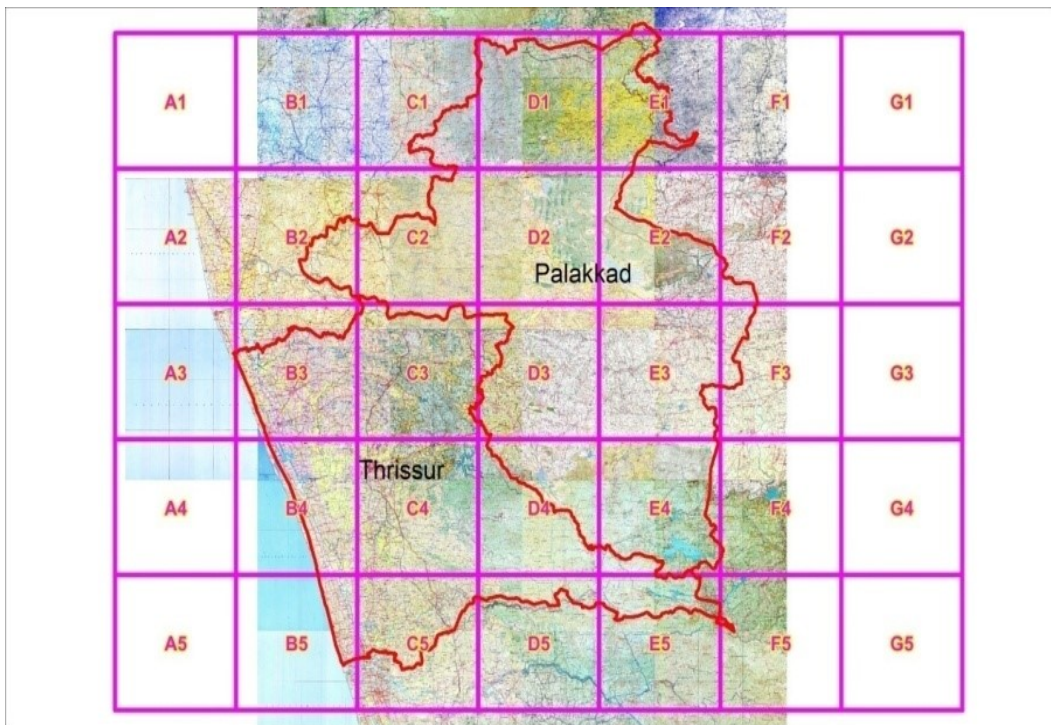 A1 B1 C1 D1 E1 F1 G1
A2 B2 C2 D2 E2 F2 G2
Palakkad
A3 B3 C3 D3 E3 F3 G3
Thrissur
A4 B4 C4 D4 E4 F4 G4
A5 B5 C5 D5 E5 F5 G5